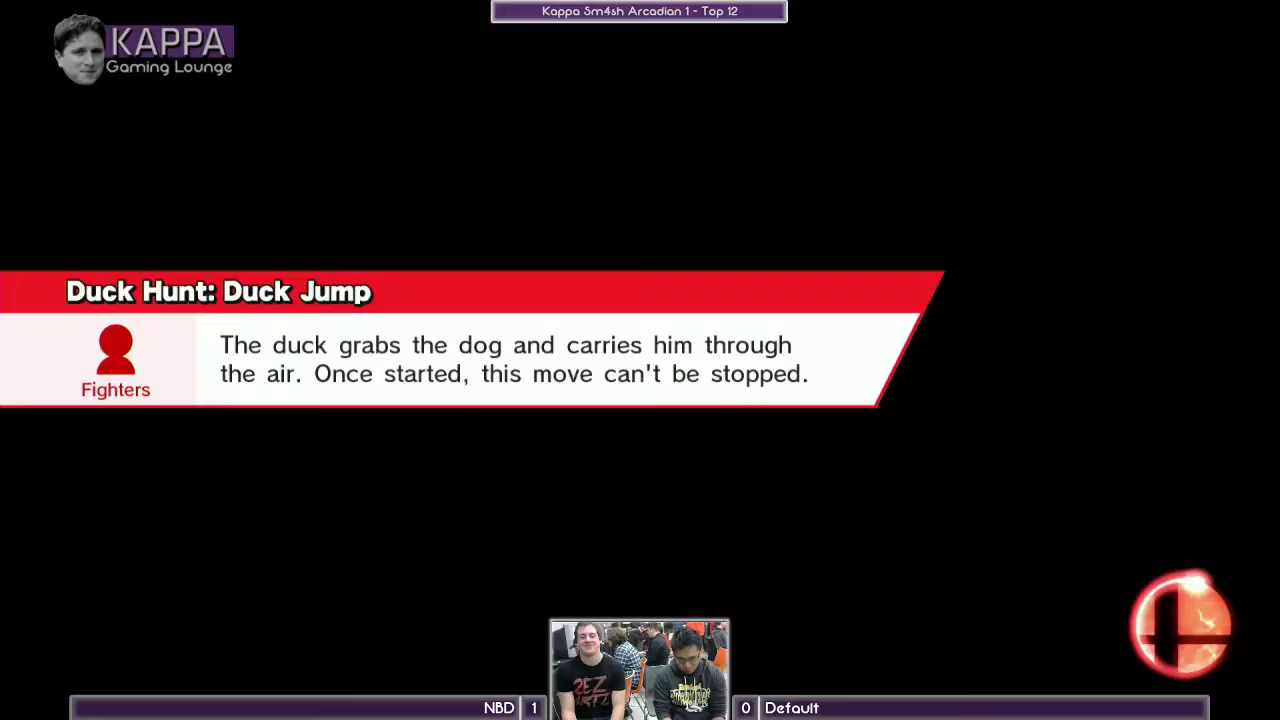 Kappa Sm4sh Arcadian 1 - Top 12
KAPPA
Gaming Lounge
Duck Hunt: Duck Jump
The duck grabs the dog and carries him through
the air. Once started, this move can't be stopped.
Fighters
NBD 1
0 Default